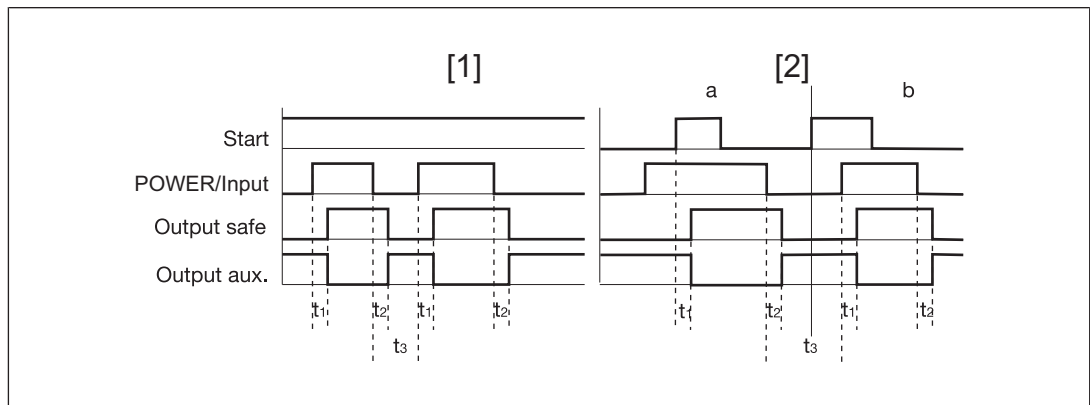 [1] [2]
a b
Start
POWER/Input
Output safe
Output aux.
t1 t2 t1 t2 t1 t2 t1 t2
t3 t3